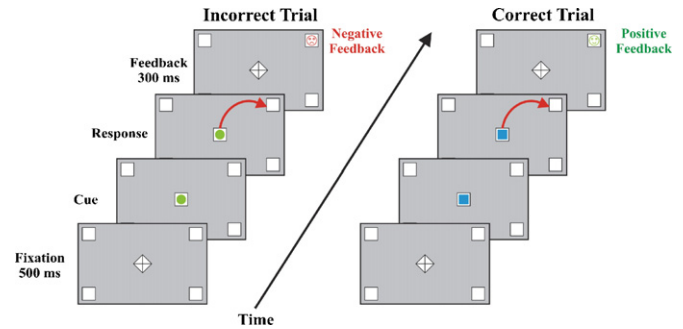 Incorrect Trial
Correct Trial
Negative
Feedback
Positive
Feedback
Feedback
300 ms
Response
Cue
Fixation
500 ms
Time